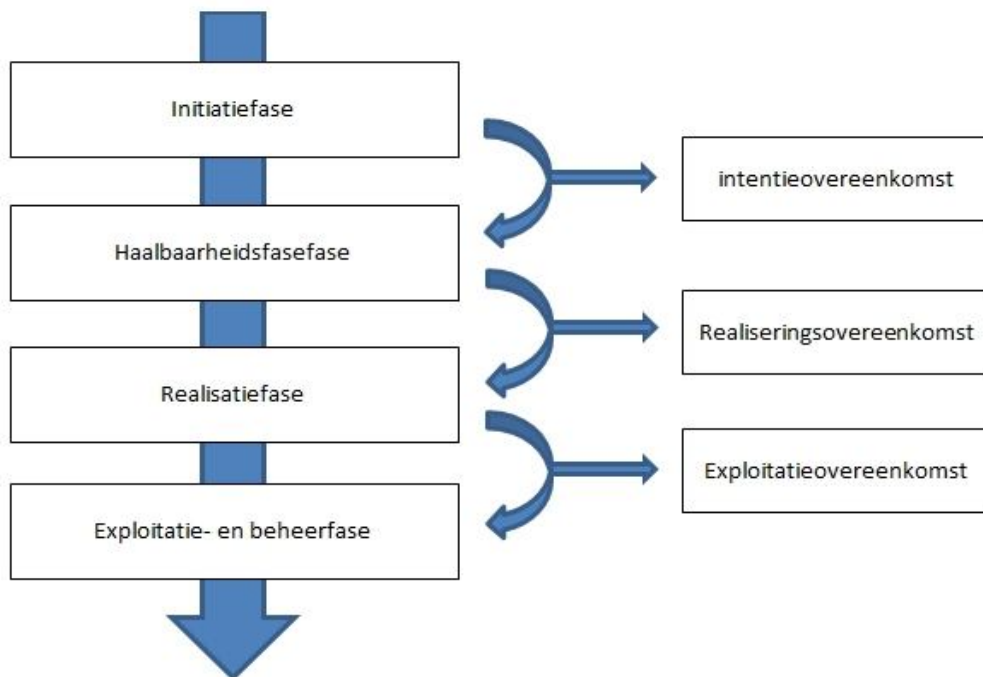 Initiatiefase
intentieovereenkomst
Haalbaarheidsfasefase
Realiseringsovereenkomst
Realisatiefase
Exploitatieovereenkomst
Exploitatie- en beheerfase